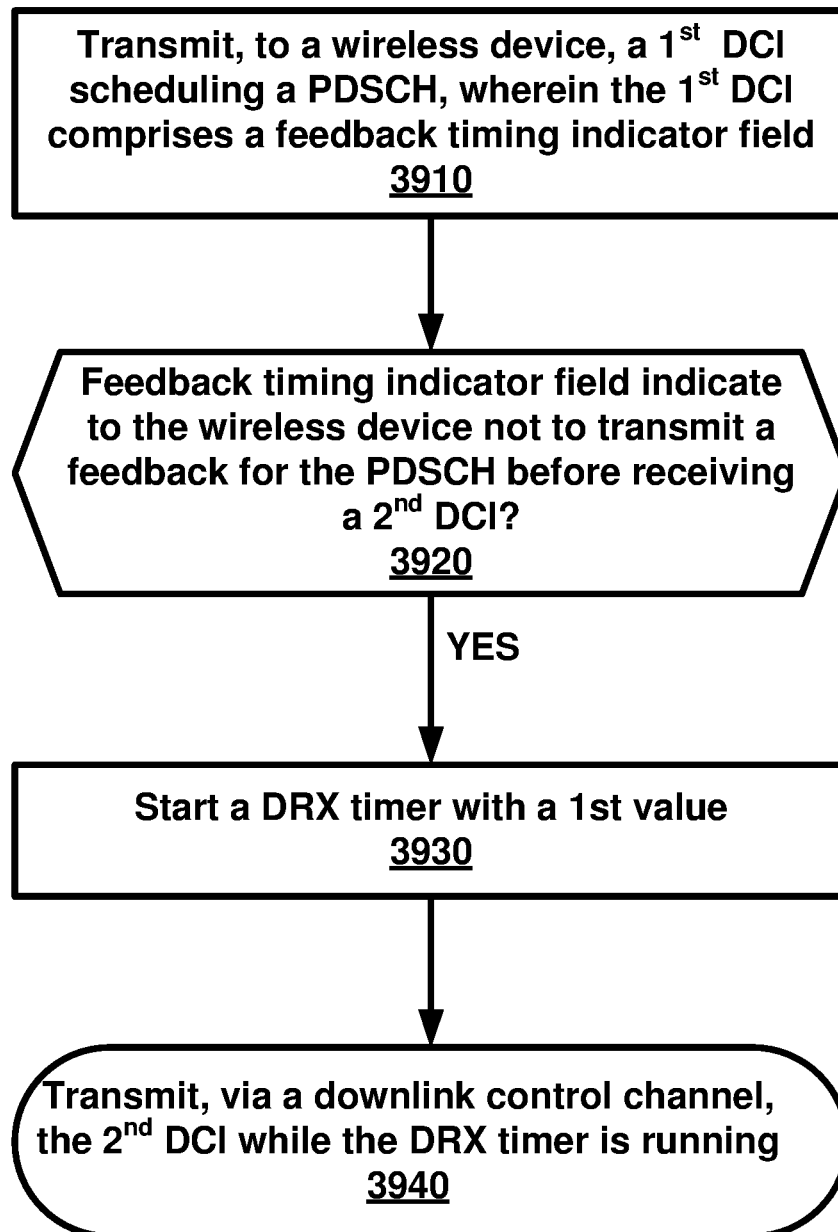 Transmit, to a wireless device, a 1st DCI
scheduling a PDSCH, wherein the 1st DCI
comprises a feedback timing indicator field
3910
Feedback timing indicator field indicate
to the wireless device not to transmit a
feedback for the PDSCH before receiving
a 2nd DCI?
3920
YES
Start a DRX timer with a 1st value
3930
Transmit, via a downlink control channel,
the 2nd DCI while the DRX timer is running
3940